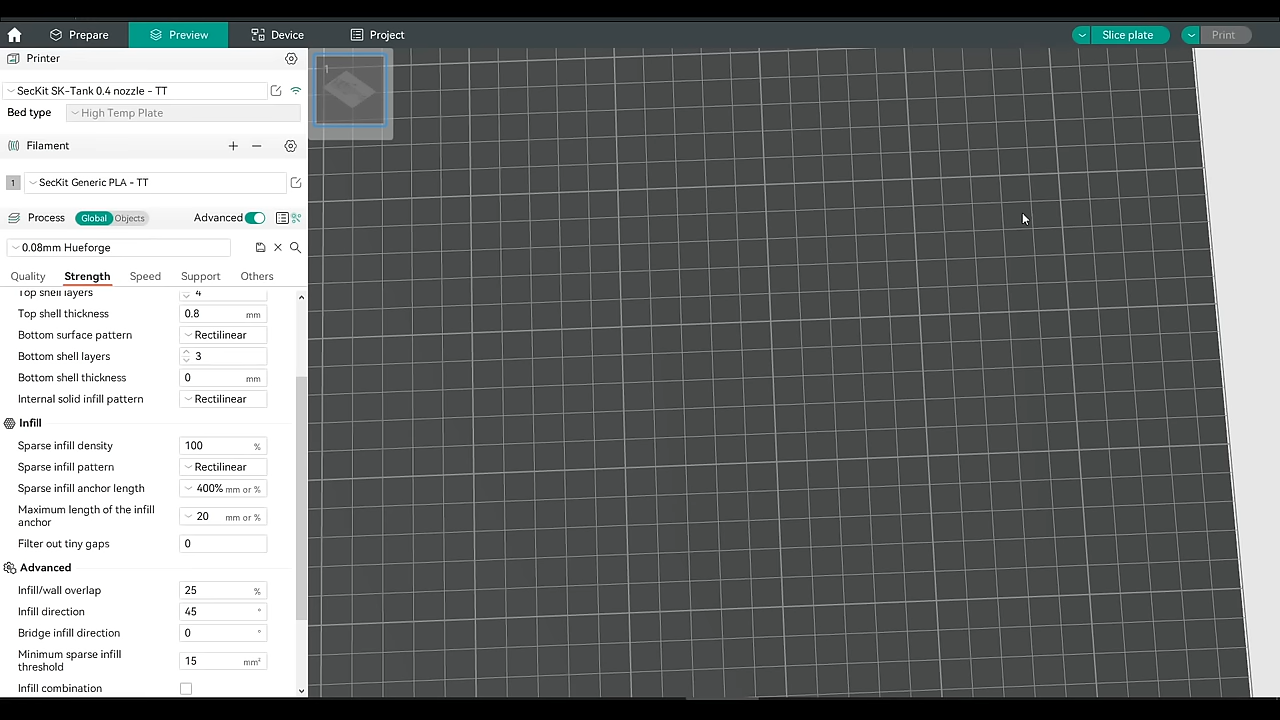 Prepare
Preview
Device
Project
Slice plate
Print
Printer
SecKit SK-Tank 0.4 nozzle - TT
Bed type
High Temp Plate
Filament
1
SecKit Generic PLA - TT
Process
Global
Objects
Advanced
0.08mm Hueforge
Quality
Strength
Speed
Support
Others
Top shell layers
4
Top shell thickness
0.8 mm
Bottom surface pattern
Rectilinear
Bottom shell layers
3
Bottom shell thickness
0 mm
Internal solid infill pattern
Rectilinear
Infill
Sparse infill density
100 %
Sparse infill pattern
Rectilinear
Sparse infill anchor length
400% mm or %
Maximum length of the infill
anchor
20 mm or %
Filter out tiny gaps
0
Advanced
Infill/wall overlap
25 %
Infill direction
45 °
Bridge infill direction
0 °
Minimum sparse infill
threshold
15 mm²
Infill combination
1